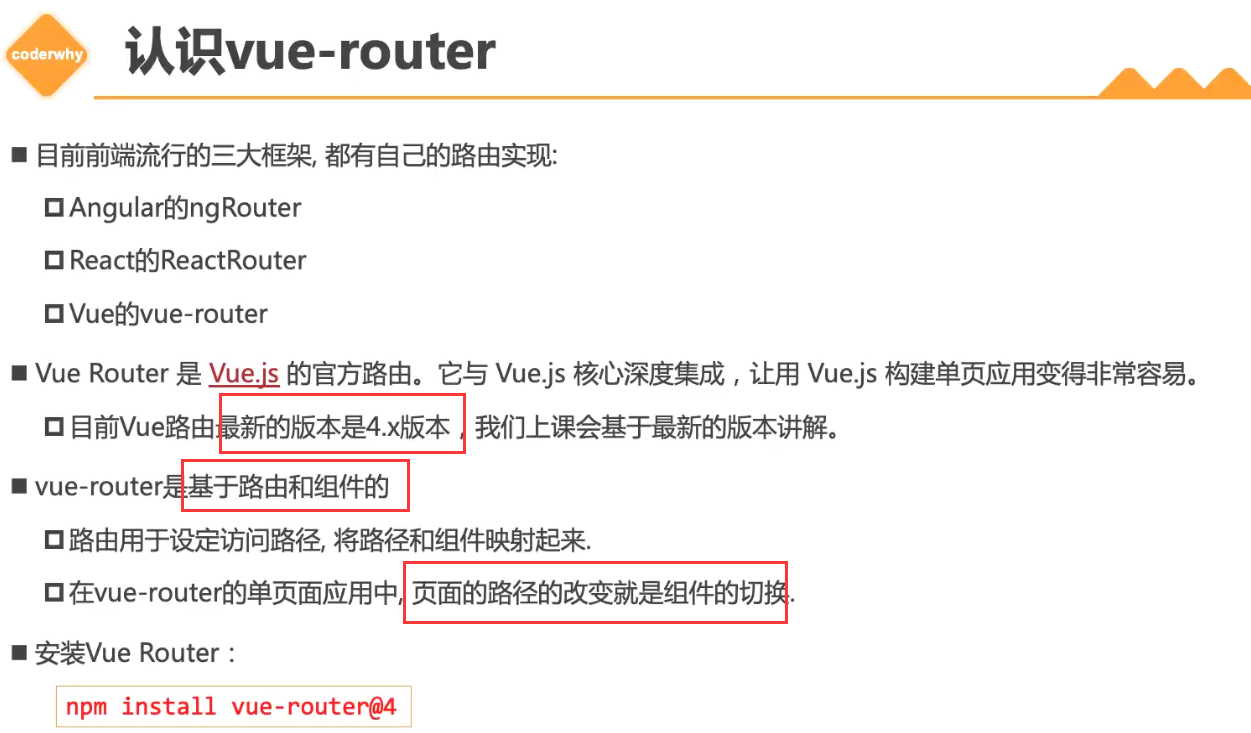 coderwhy
认识vue-router
目前前端流行的三大框架, 都有自己的路由实现:
Angular的ngRouter
React的ReactRouter
Vue的vue-router
Vue Router 是 Vue.js 的官方路由。它与 Vue.js 核心深度集成，让用 Vue.js 构建单页应用变得非常容易。
目前Vue路由最新的版本是4.x版本，我们上课会基于最新的版本讲解。
vue-router是基于路由和组件的
路由用于设定访问路径, 将路径和组件映射起来.
在vue-router的单页面应用中, 页面的路径的改变就是组件的切换.
安装Vue Router：
npm install vue-router@4